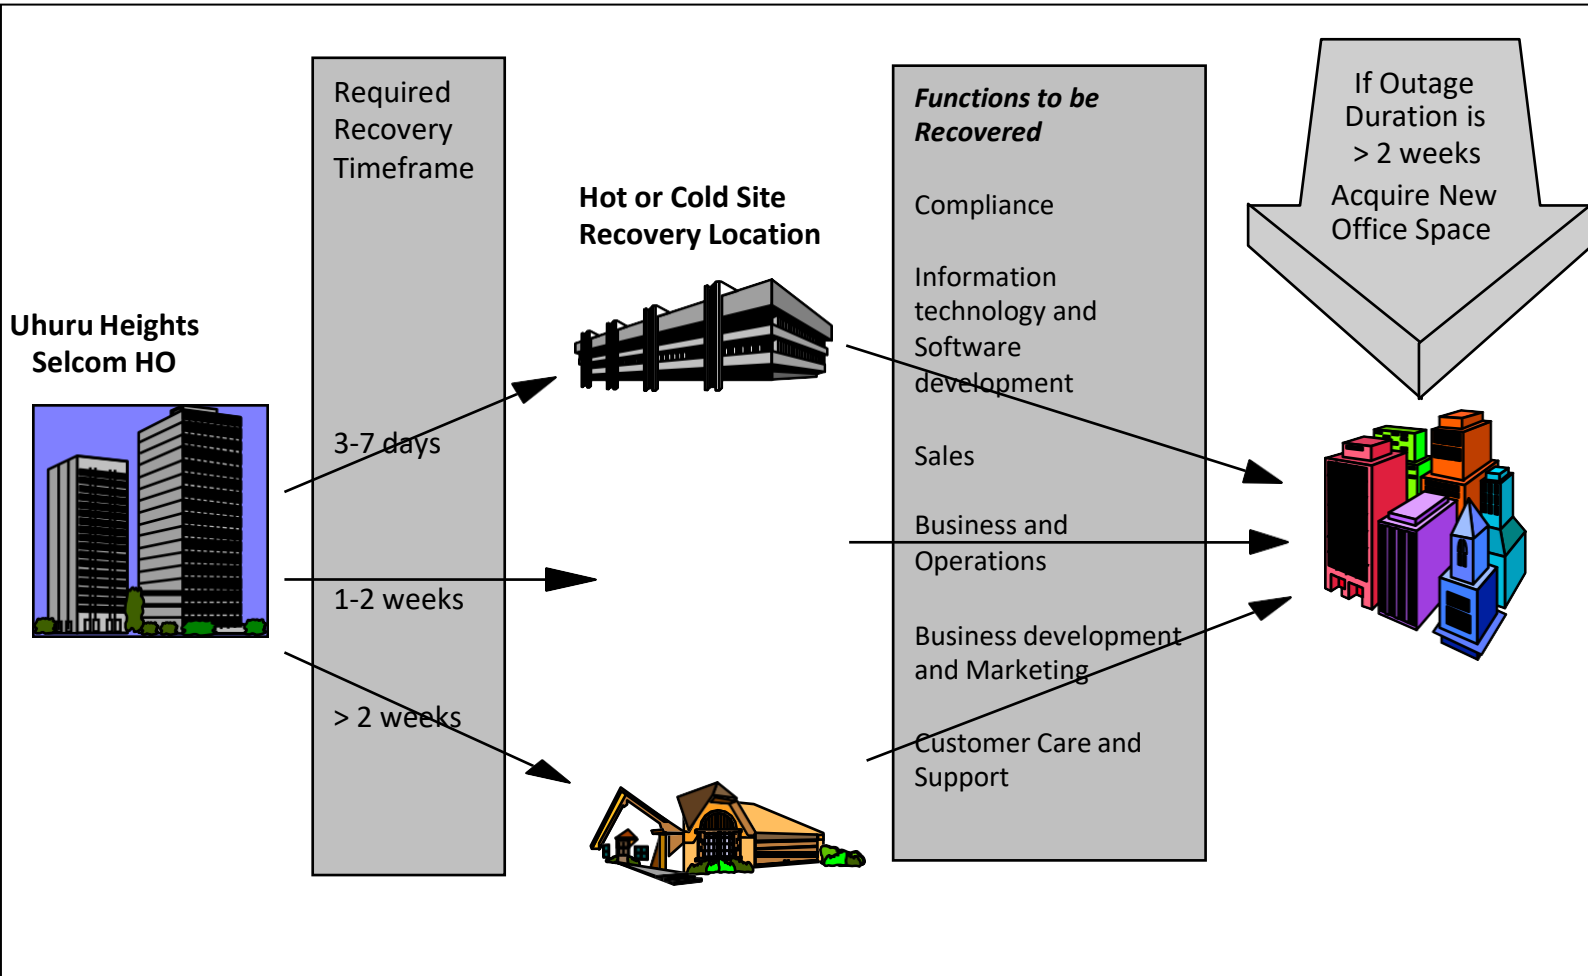 Uhuru Heights
Selcom HO
Required
Recovery
Timeframe
3-7 days
1-2 weeks
> 2 weeks
Hot or Cold Site
Recovery Location
Functions to be
Recovered
Compliance
Information
technology and
Software
development
Sales
Business and
Operations
Business development
and Marketing
Customer Care and
Support
If Outage
Duration is
> 2 weeks
Acquire New
Office Space